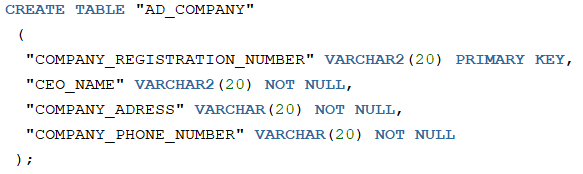 CREATE TABLE "AD_COMPANY"
(
"COMPANY_REGISTRATION_NUMBER" VARCHAR2(20) PRIMARY KEY,
"CEO_NAME" VARCHAR2(20) NOT NULL,
"COMPANY_ADRESS" VARCHAR(20) NOT NULL,
"COMPANY_PHONE_NUMBER" VARCHAR(20) NOT NULL
);